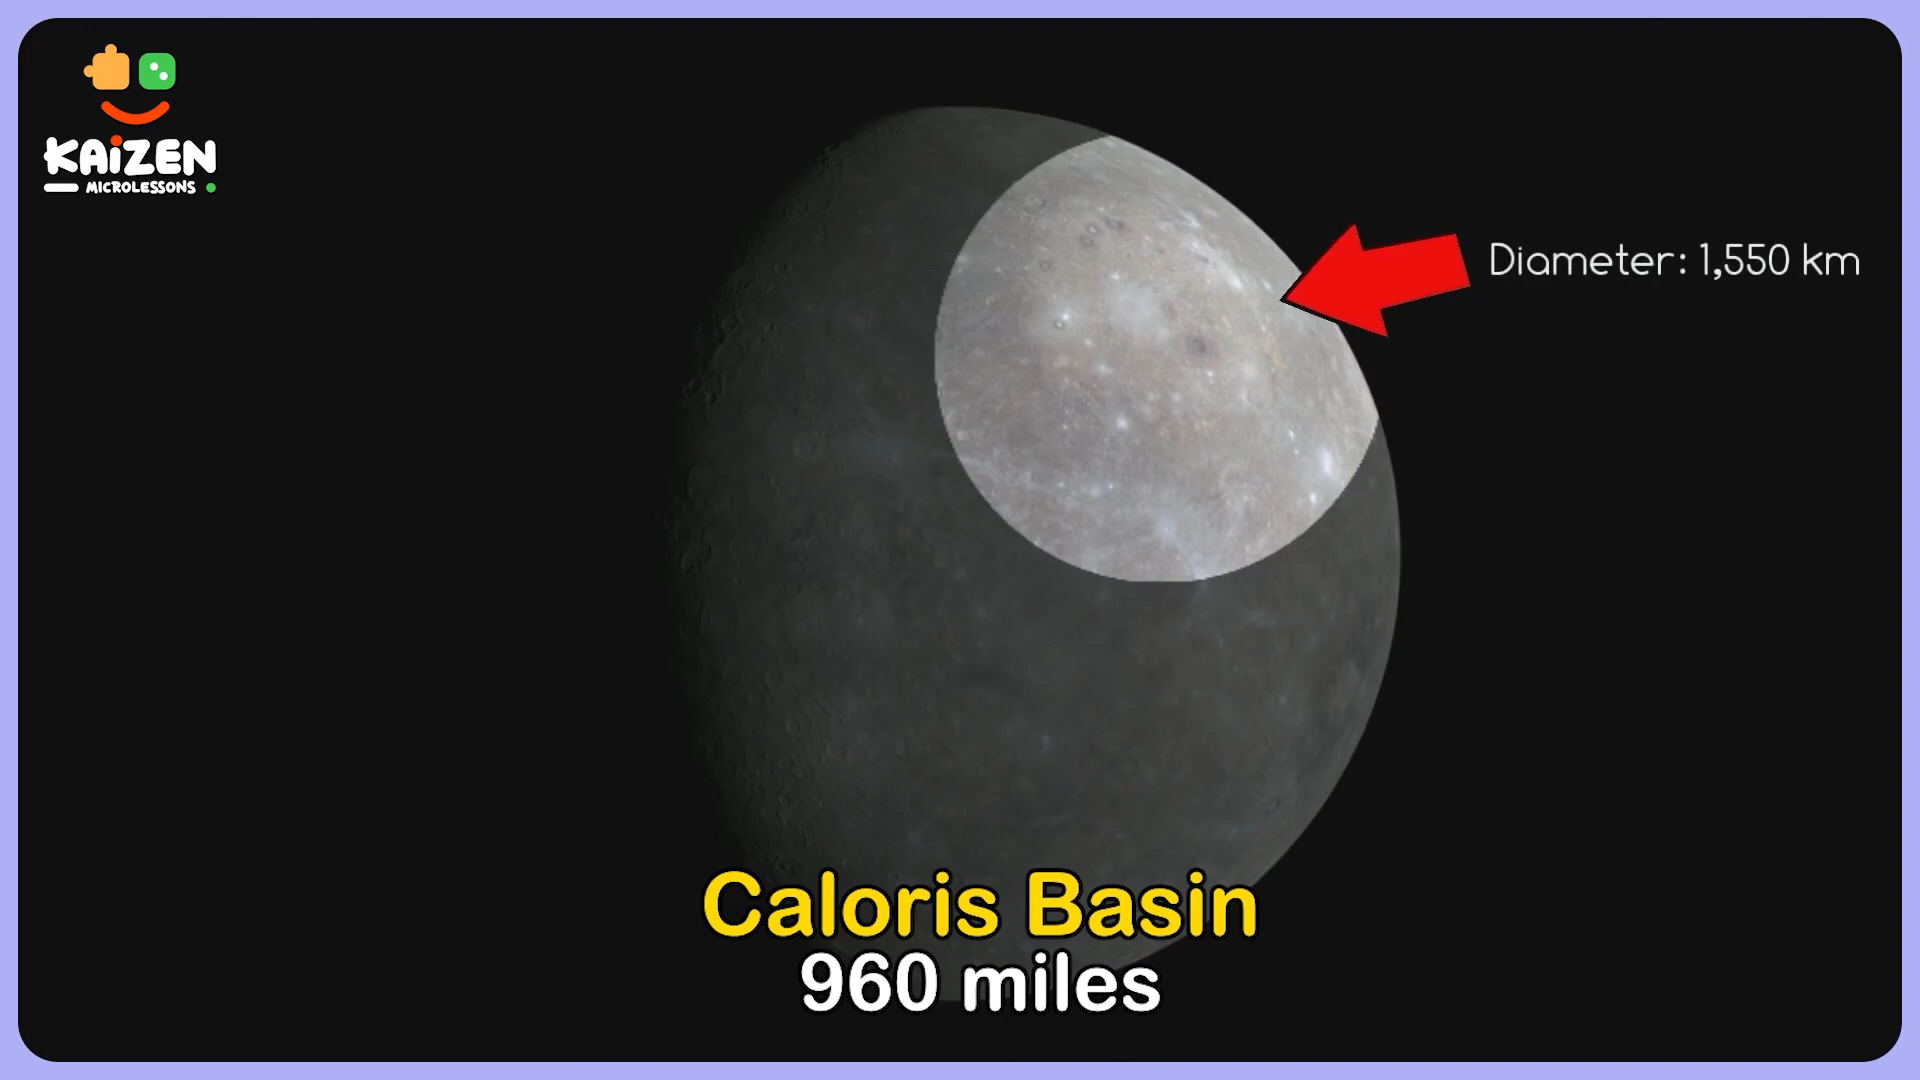 KAiZEN
MICROLESSONS
Diameter: 1,550 km
Caloris Basin
960 miles